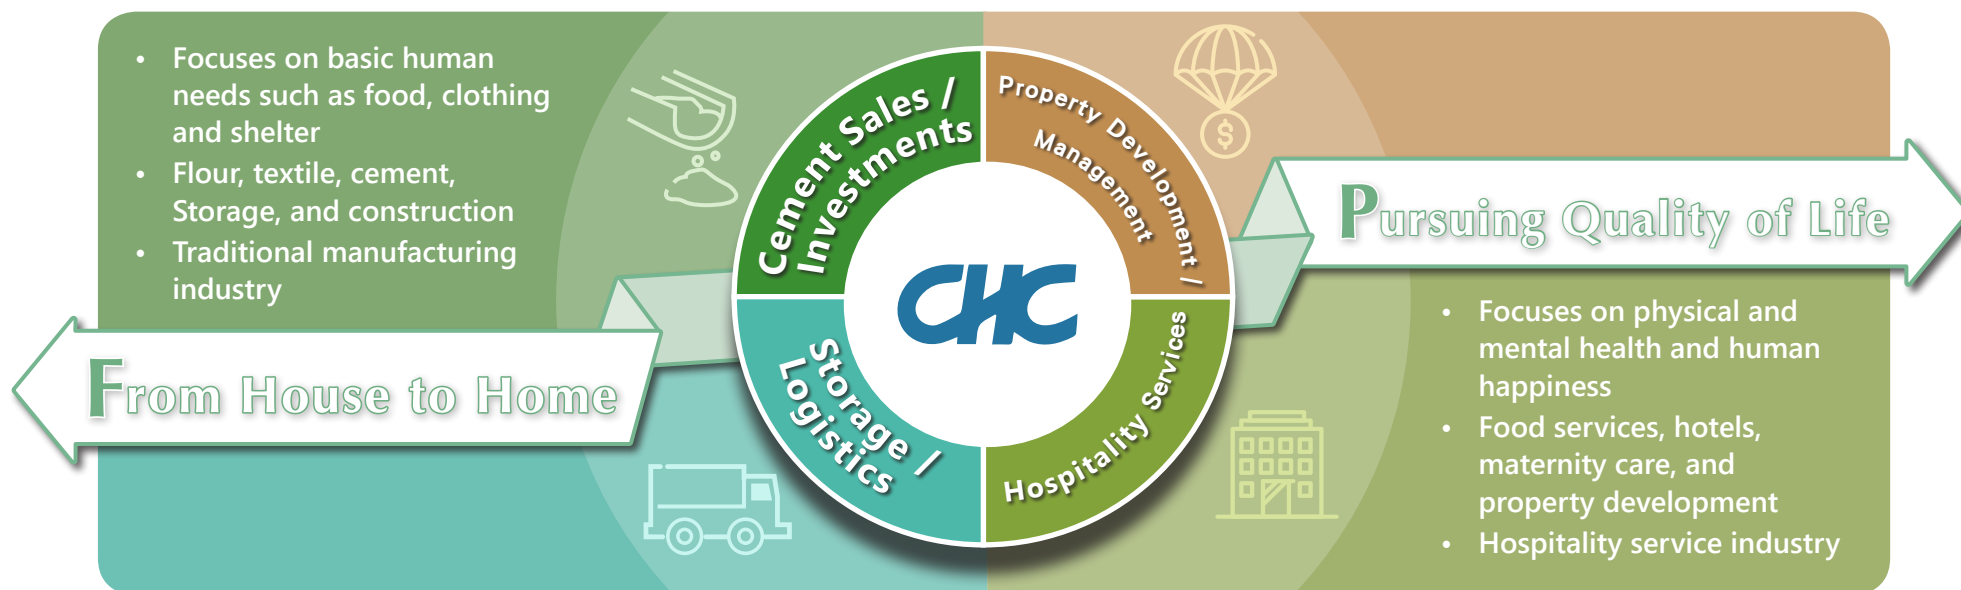 • Focuses on basic human
needs such as food, clothing
and shelter
• Flour, textile, cement,
Storage, and construction
• Traditional manufacturing
industry
From House to Home
Cement Sales /
Investments
Property Development /
Management
CHC
Storage /
Logistics
Hospitality Services
$
Pursuing Quality of Life
• Focuses on physical and
mental health and human
happiness
• Food services, hotels,
maternity care, and
property development
• Hospitality service industry